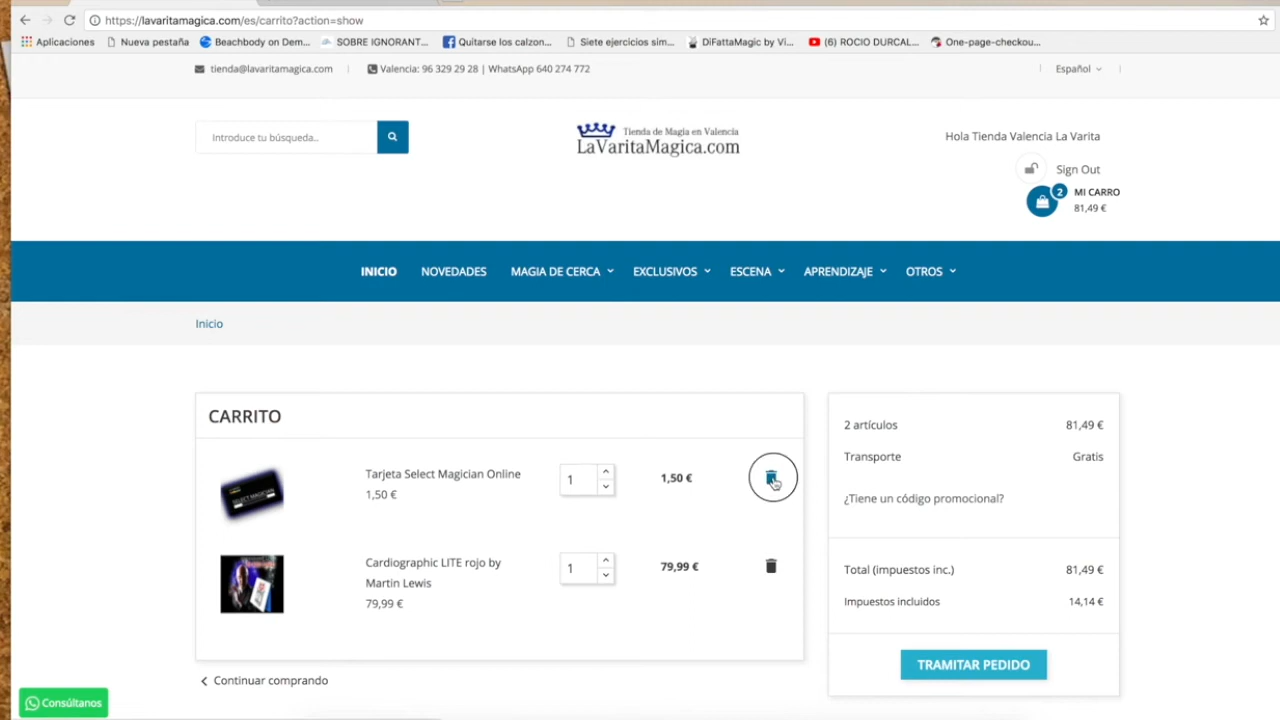 https://lavaritamagica.com/es/carrito?action=show
Aplicaciones
Nueva pestaña
Beachbody on Dem...
SOBRE IGNORANT...
Quitarse los calzon...
Siete ejercicios sim...
DiFattaMagic by Vi...
(6) ROCIO DURCAL...
One-page-checkou...
tienda@lavaritamagica.com
Valencia: 96 329 29 28 | WhatsApp 640 274 772
Español
Introduce tu búsqueda..
Tienda de Magia en Valencia
LaVaritaMagica.com
Hola Tienda Valencia La Varita
Sign Out
2
MI CARRO
81,49 €
INICIO
NOVEDADES
MAGIA DE CERCA
EXCLUSIVOS
ESCENA
APRENDIZAJE
OTROS
Inicio
CARRITO
SELECT MAGICIAN
Tarjeta Select Magician Online
1,50 €
1
1,50 €
Cardiographic LITE rojo by
Martin Lewis
79,99 €
1
79,99 €
Continuar comprando
2 artículos
81,49 €
Transporte
Gratis
¿Tiene un código promocional?
Total (impuestos inc.)
81,49 €
Impuestos incluidos
14,14 €
TRAMITAR PEDIDO
Consúltanos